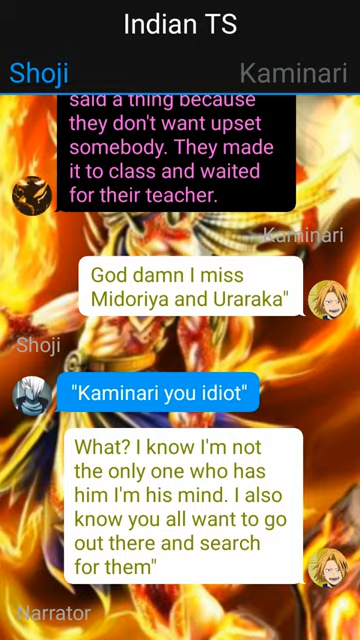 Indian TS
Shoji
Kaminari
said a thing because
they don't want upset
somebody. They made
it to class and waited
for their teacher.
Kaminari
God damn I miss
Midoriya and Uraraka"
Shoji
"Kaminari you idiot"
What? I know I'm not
the only one who has
him I'm his mind. I also
know you all want to go
out there and search
for them"
Narrator